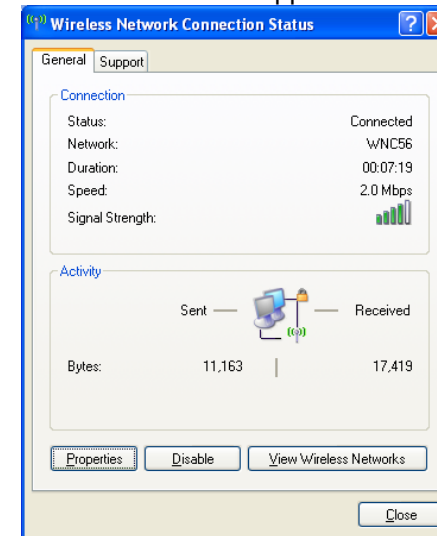 Wireless Network Connection Status
General Support
Connection
Status: Connected
Network: WNC56
Duration: 00:07:19
Speed: 2.0 Mbps
Signal Strength:
Activity
Sent — — Received
Bytes: 11,163 | 17,419
Properties Disable View Wireless Networks
Close